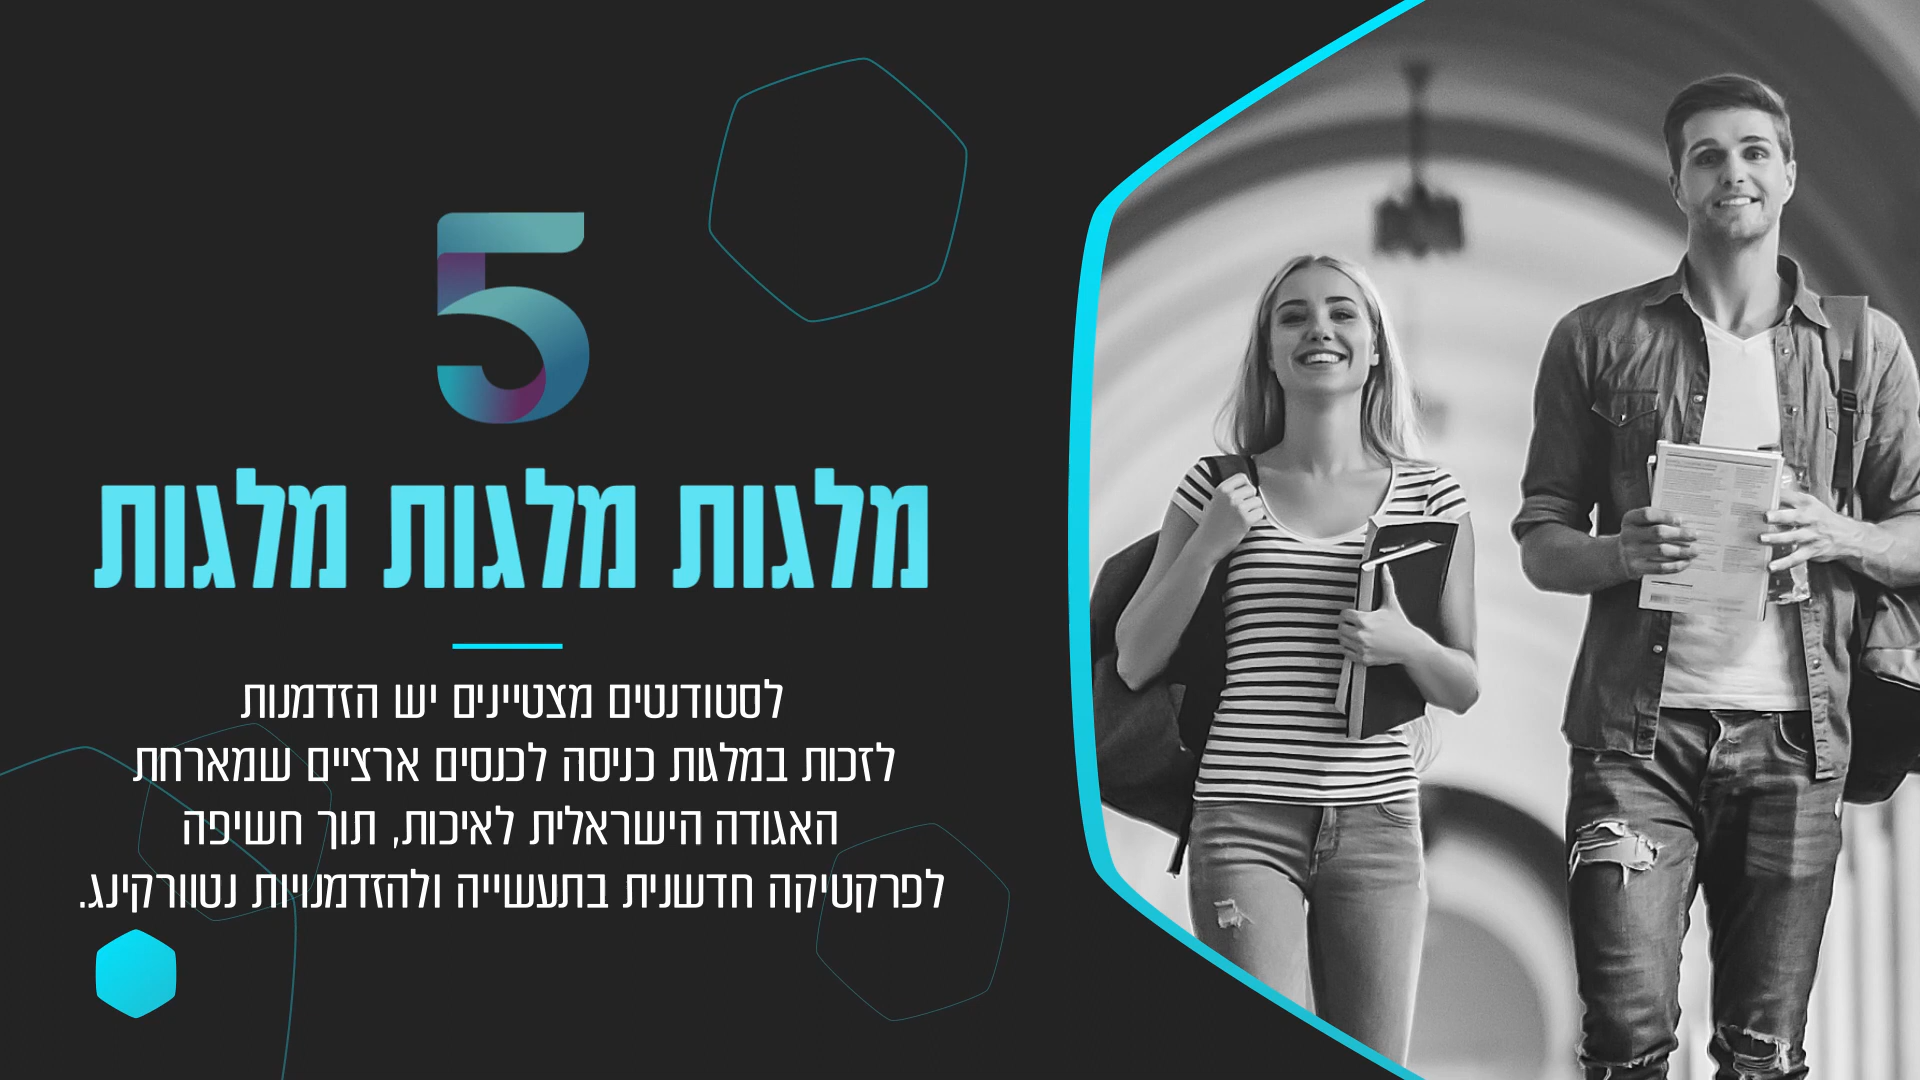 5
מלגות מלגות מלגות
לסטודנטים מצטיינים יש הזדמנות
לזכות במלגות כניסה לכנסים ארציים שמארחת
האגודה הישראלית לאיכות, תוך חשיפה
לפרקטיקה חדשנית בתעשייה ולהזדמנויות נטוורקינג.